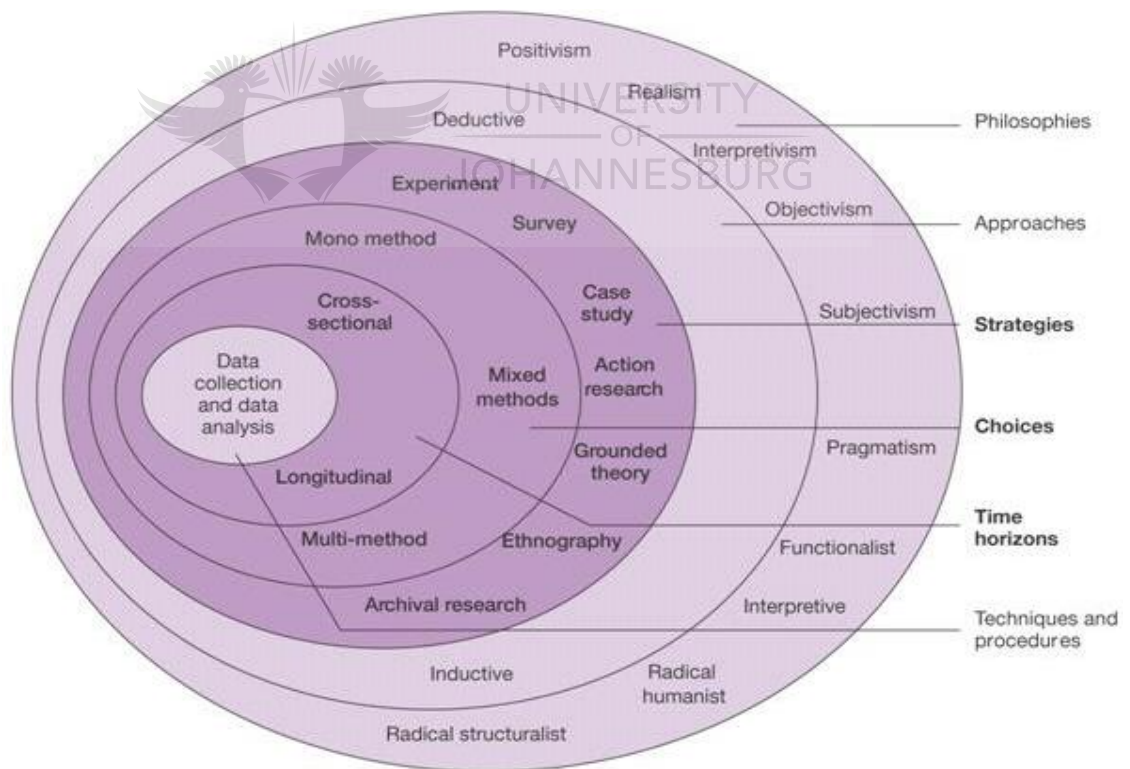 Positivism
UNIVERSITY
OF
JOHANNESBURG
Realism
Deductive
Philosophies
Interpretivism
Experiment
Objectivism
Survey
Approaches
Mono method
Case
study
Cross-
sectional
Subjectivism
Strategies
Data
collection
and data
analysis
Mixed
methods
Action
research
Choices
Grounded
theory
Pragmatism
Longitudinal
Time
horizons
Multi-method
Ethnography
Functionalist
Archival research
Interpretive
Techniques and
procedures
Inductive
Radical
humanist
Radical structuralist